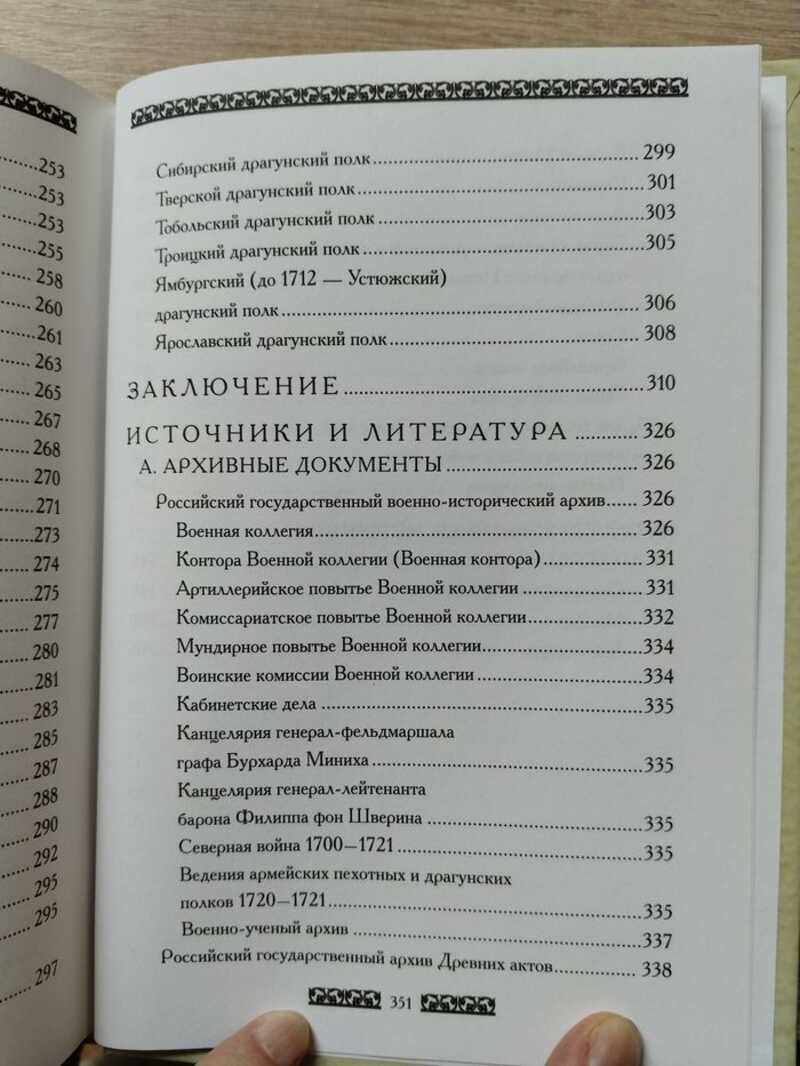 253
253
253
255
258
260
261
263
265
267
268
270
271
273
274
275
277
280
281
283
285
287
288
290
292
295
295
297
Сибирский драгунский полк 299
Тверской драгунский полк 301
Тобольский драгунский полк 303
Троицкий драгунский полк 305
Ямбургский (до 1712 — Устюжский)
драгунский полк 306
Ярославский драгунский полк 308
ЗАКЛЮЧЕНИЕ 310
ИСТОЧНИКИ И ЛИТЕРАТУРА 326
А. АРХИВНЫЕ ДОКУМЕНТЫ 326
Российский государственный военно-исторический архив 326
Военная коллегия 326
Контора Военной коллегии (Военная контора) 331
Артиллерийское повытье Военной коллегии 331
Комиссариатское повытье Военной коллегии 332
Мундирное повытье Военной коллегии 334
Воинские комиссии Военной коллегии 334
Кабинетские дела 335
Канцелярия генерал-фельдмаршала
графа Бурхарда Миниха 335
Канцелярия генерал-лейтенанта
барона Филиппа фон Шверина 335
Северная война 1700—1721 335
Ведения армейских пехотных и драгунских
полков 1720—1721 335
Военно-ученый архив 337
Российский государственный архив Древних актов 338
351